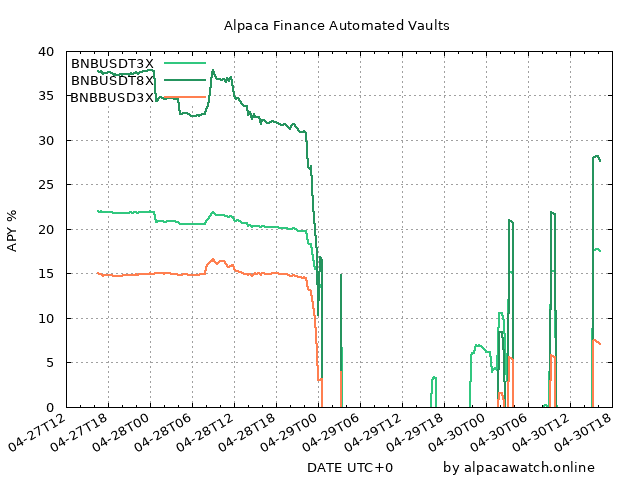 Alpaca Finance Automated Vaults
BNBUSDT3X
BNBUSDT8X
BNBBUSD3X
APY %
40
35
30
25
20
15
10
5
0
04-27T12
04-27T18
04-28T00
04-28T06
04-28T12
04-28T18
04-29T00
04-29T06
04-29T12
04-29T18
04-30T00
04-30T06
04-30T12
04-30T18
DATE UTC+0
by alpacawatch.online